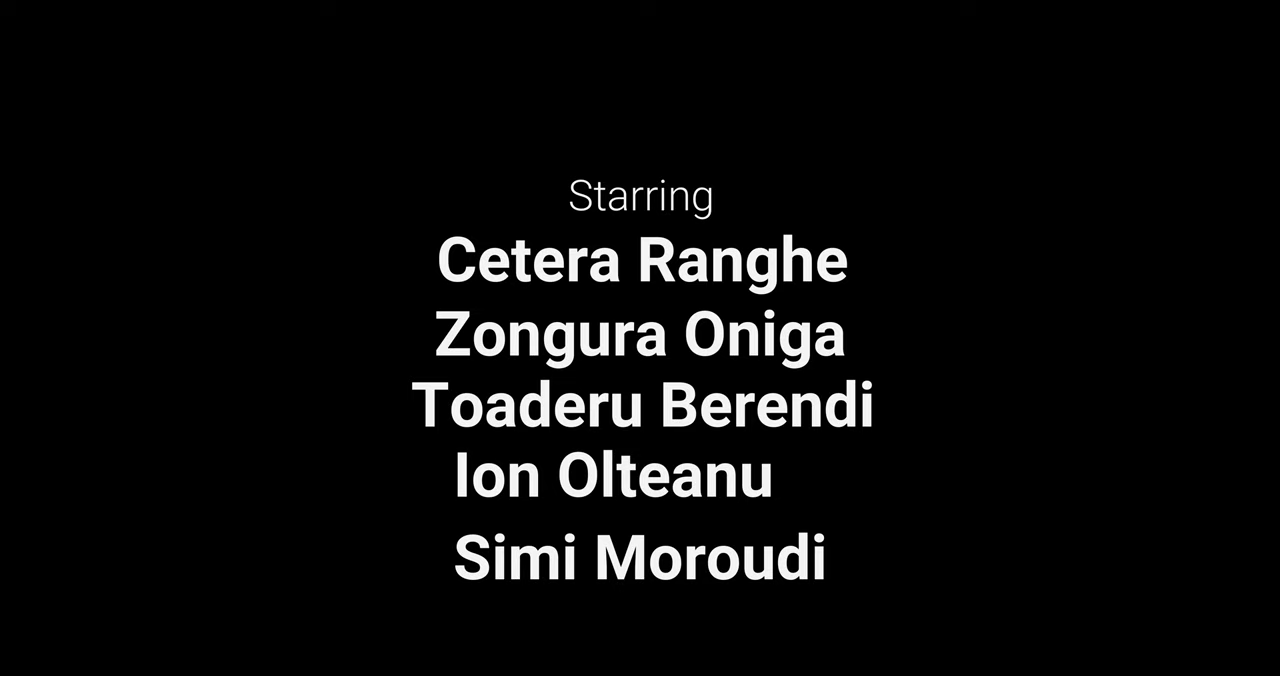 Starring
Cetera Ranghe
Zongura Oniga
Toaderu Berendi
Ion Olteanu
Simi Moroudi